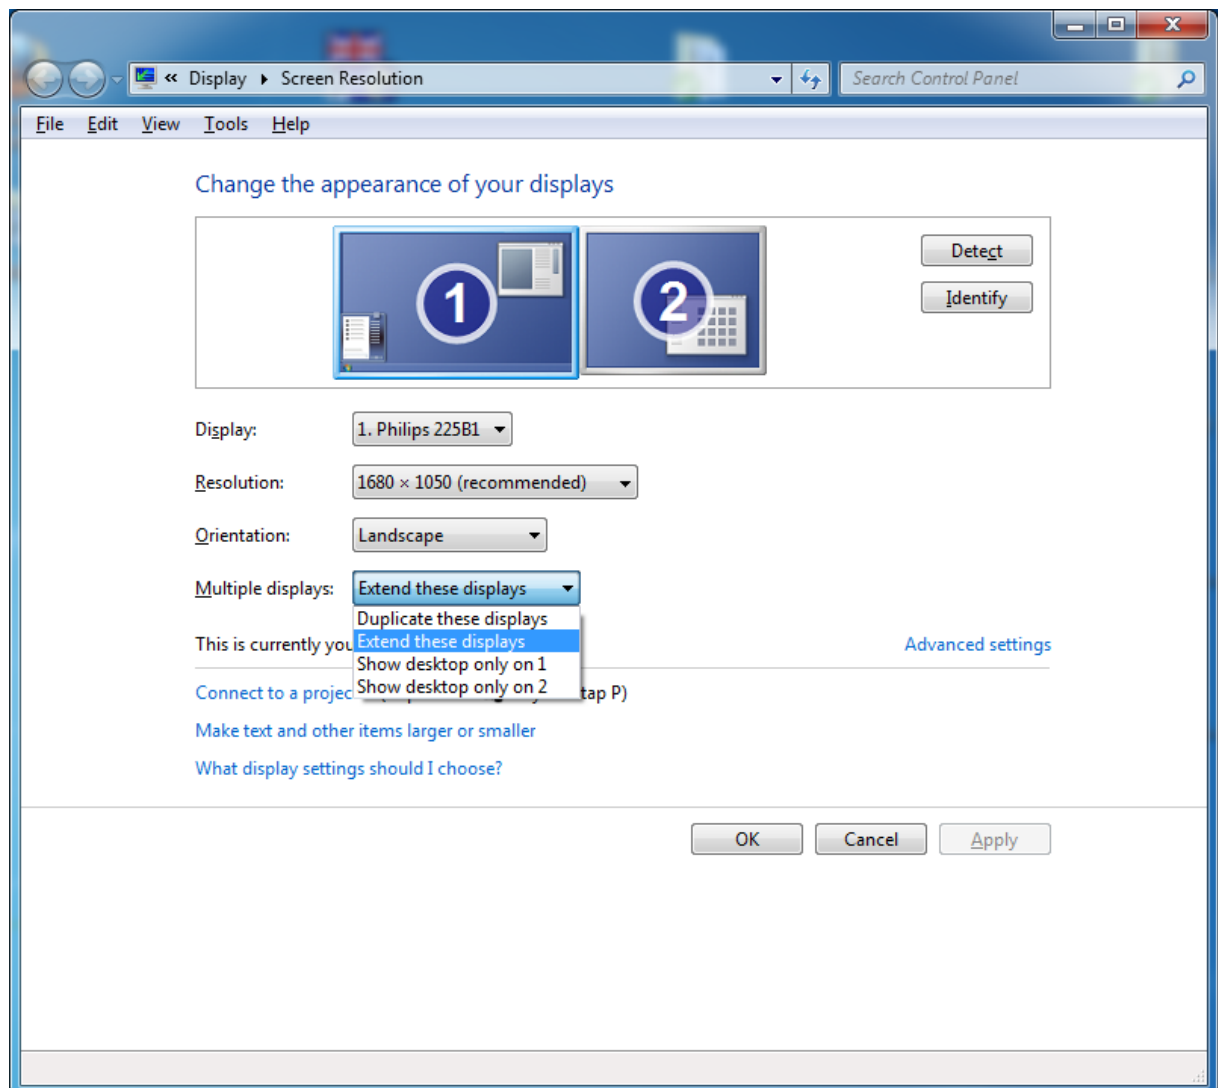 « Display ▸ Screen Resolution
Search Control Panel
File Edit View Tools Help
Change the appearance of your displays
1
2
Detect
Identify
Display: 1. Philips 225B1
Resolution: 1680 × 1050 (recommended)
Orientation: Landscape
Multiple displays: Extend these displays
Duplicate these displays
Extend these displays
Show desktop only on 1
Show desktop only on 2
This is currently you
Advanced settings
Connect to a projec tap P)
Make text and other items larger or smaller
What display settings should I choose?
OK Cancel Apply